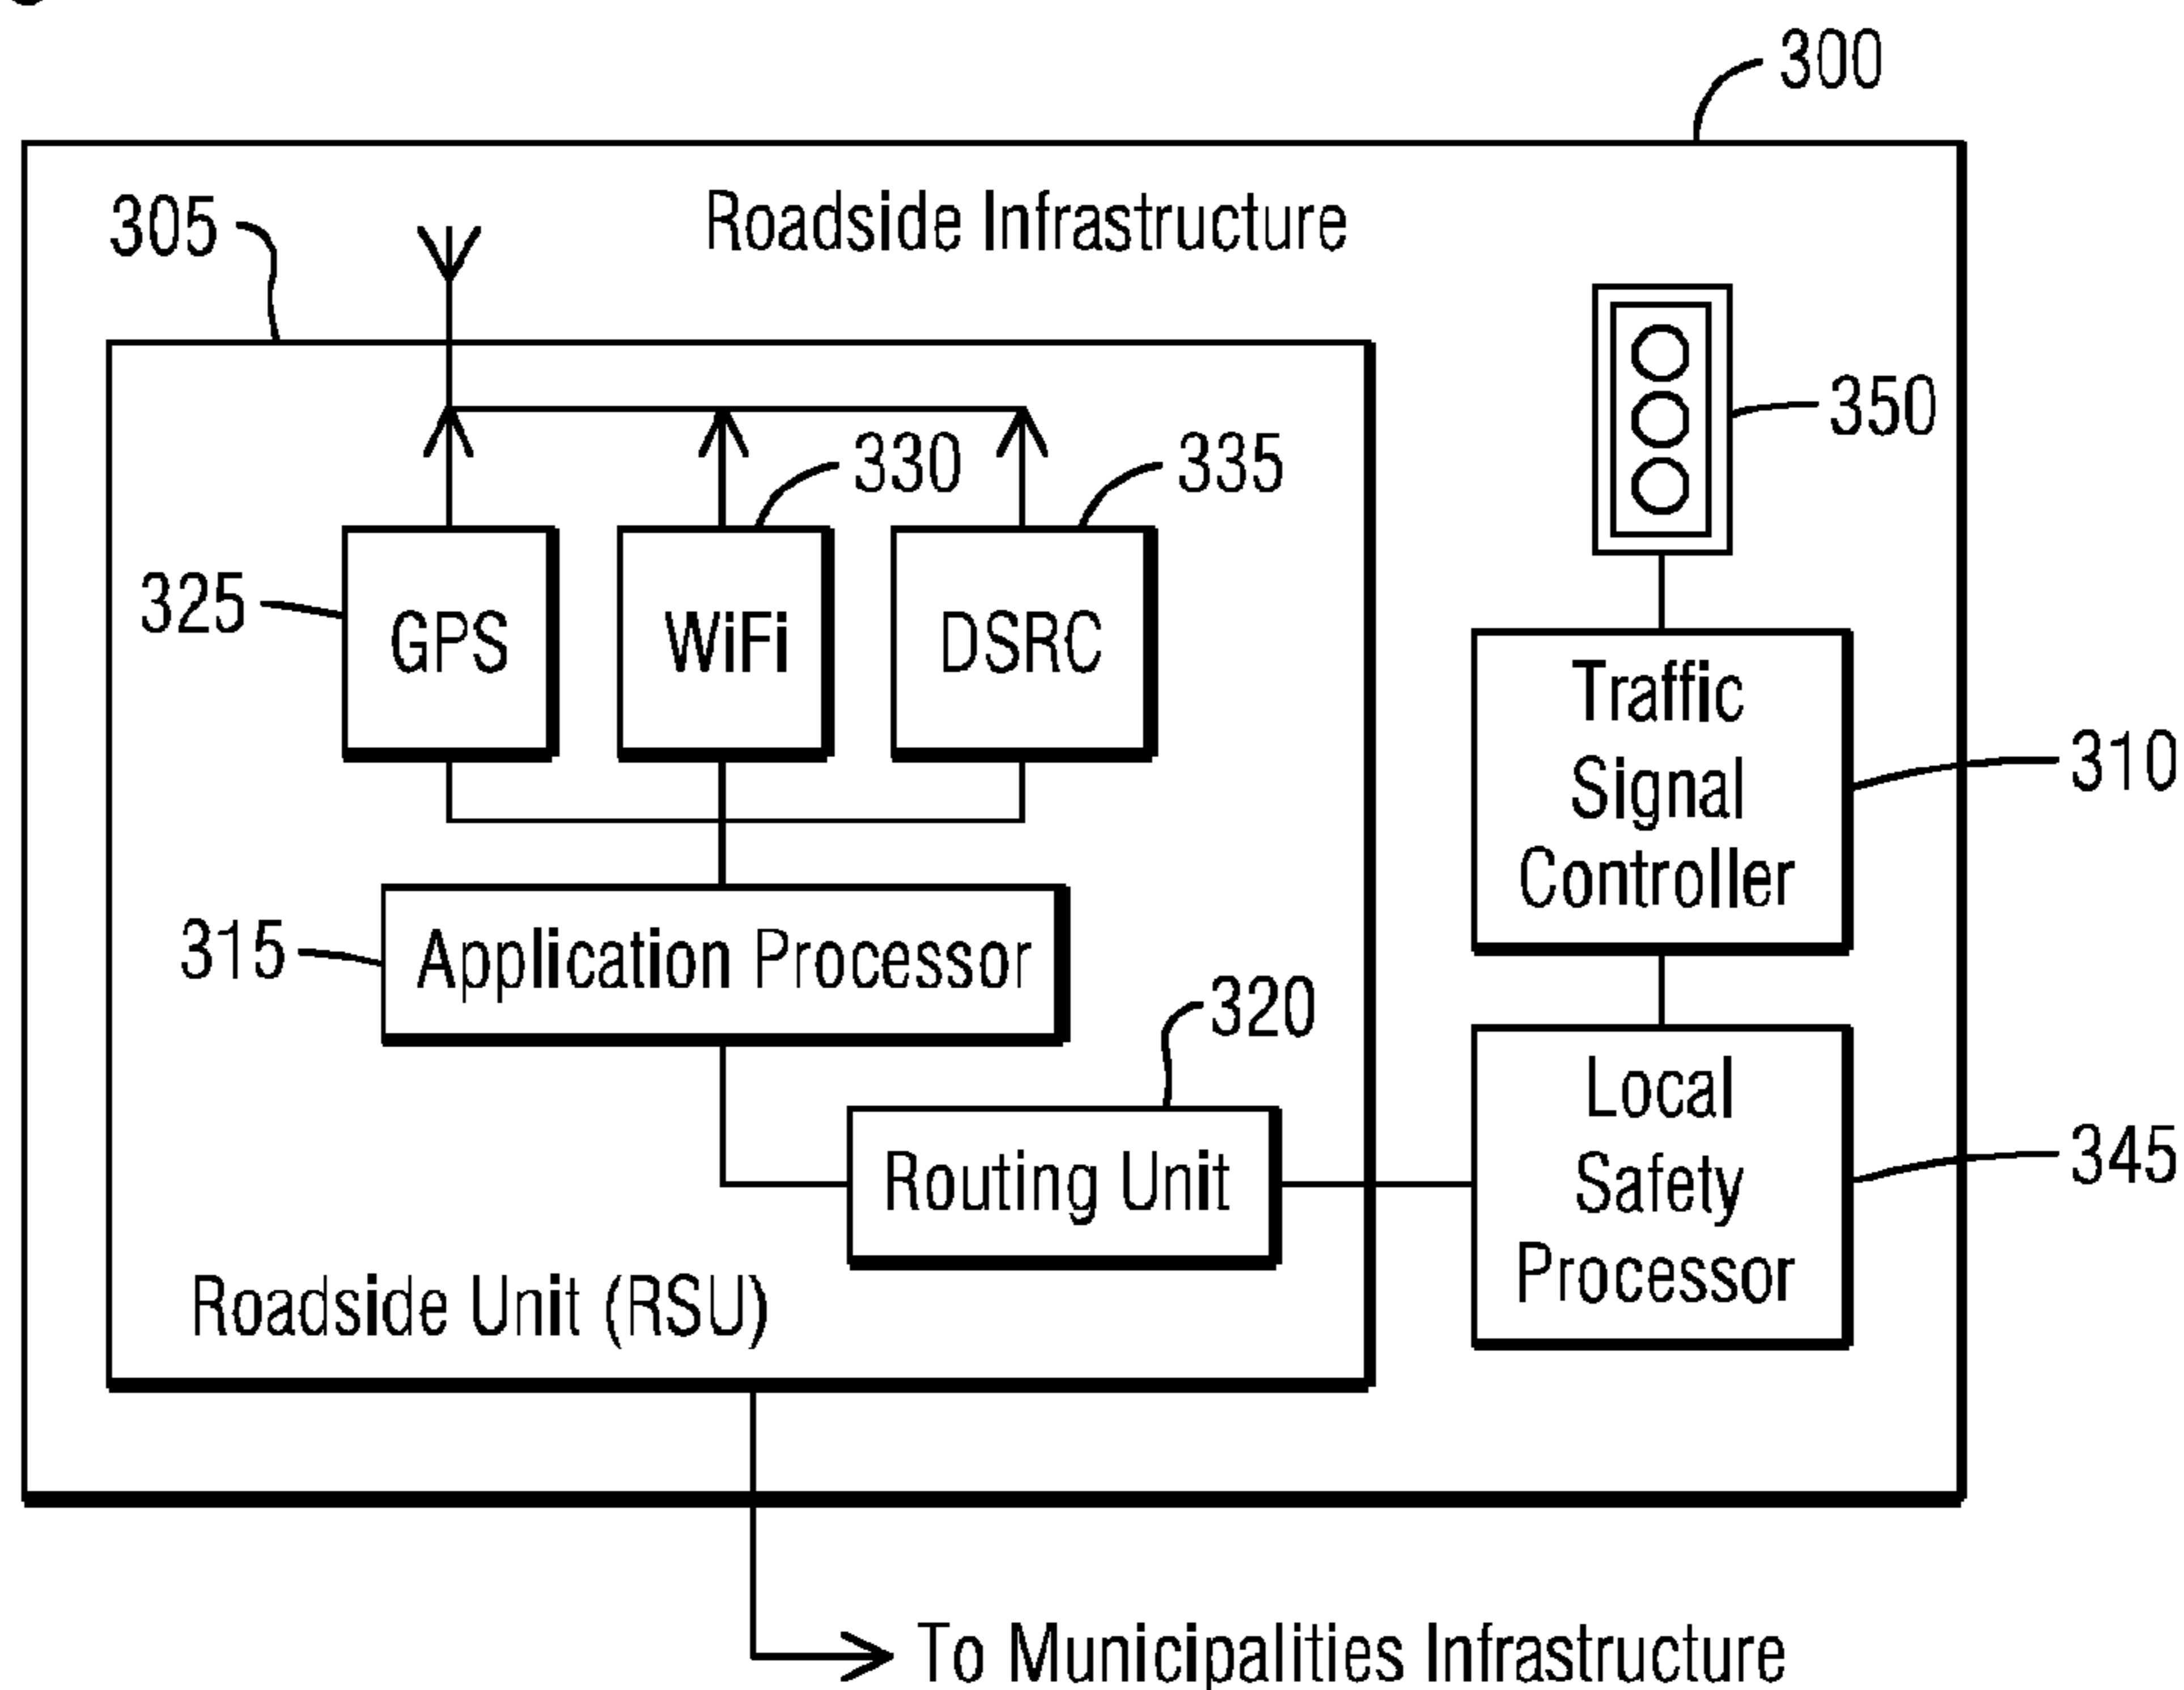 300
305
Roadside Infrastructure
350
330
335
325
GPS
WiFi
DSRC
Traffic
Signal
Controller
310
315
Application Processor
320
Routing Unit
Local
Safety
Processor
345
Roadside Unit (RSU)
To Municipalities Infrastructure